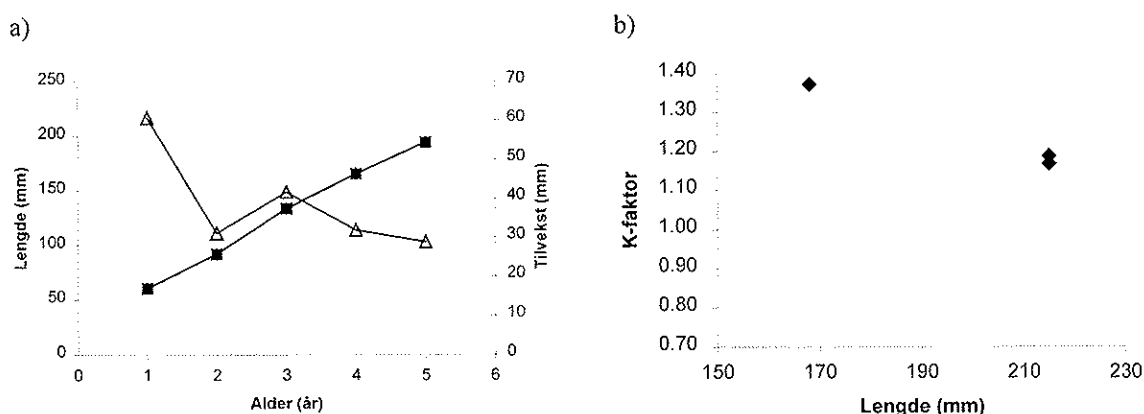 a)
250
200
150
100
50
0
Lengde (mm)
0 1 2 3 4 5 6
Alder (år)
70
60
50
40
30
20
10
0
Tilvekst (mm)
b)
1.40
1.30
1.20
1.10
1.00
0.90
0.80
0.70
K-faktor
150 170 190 210 230
Lengde (mm)